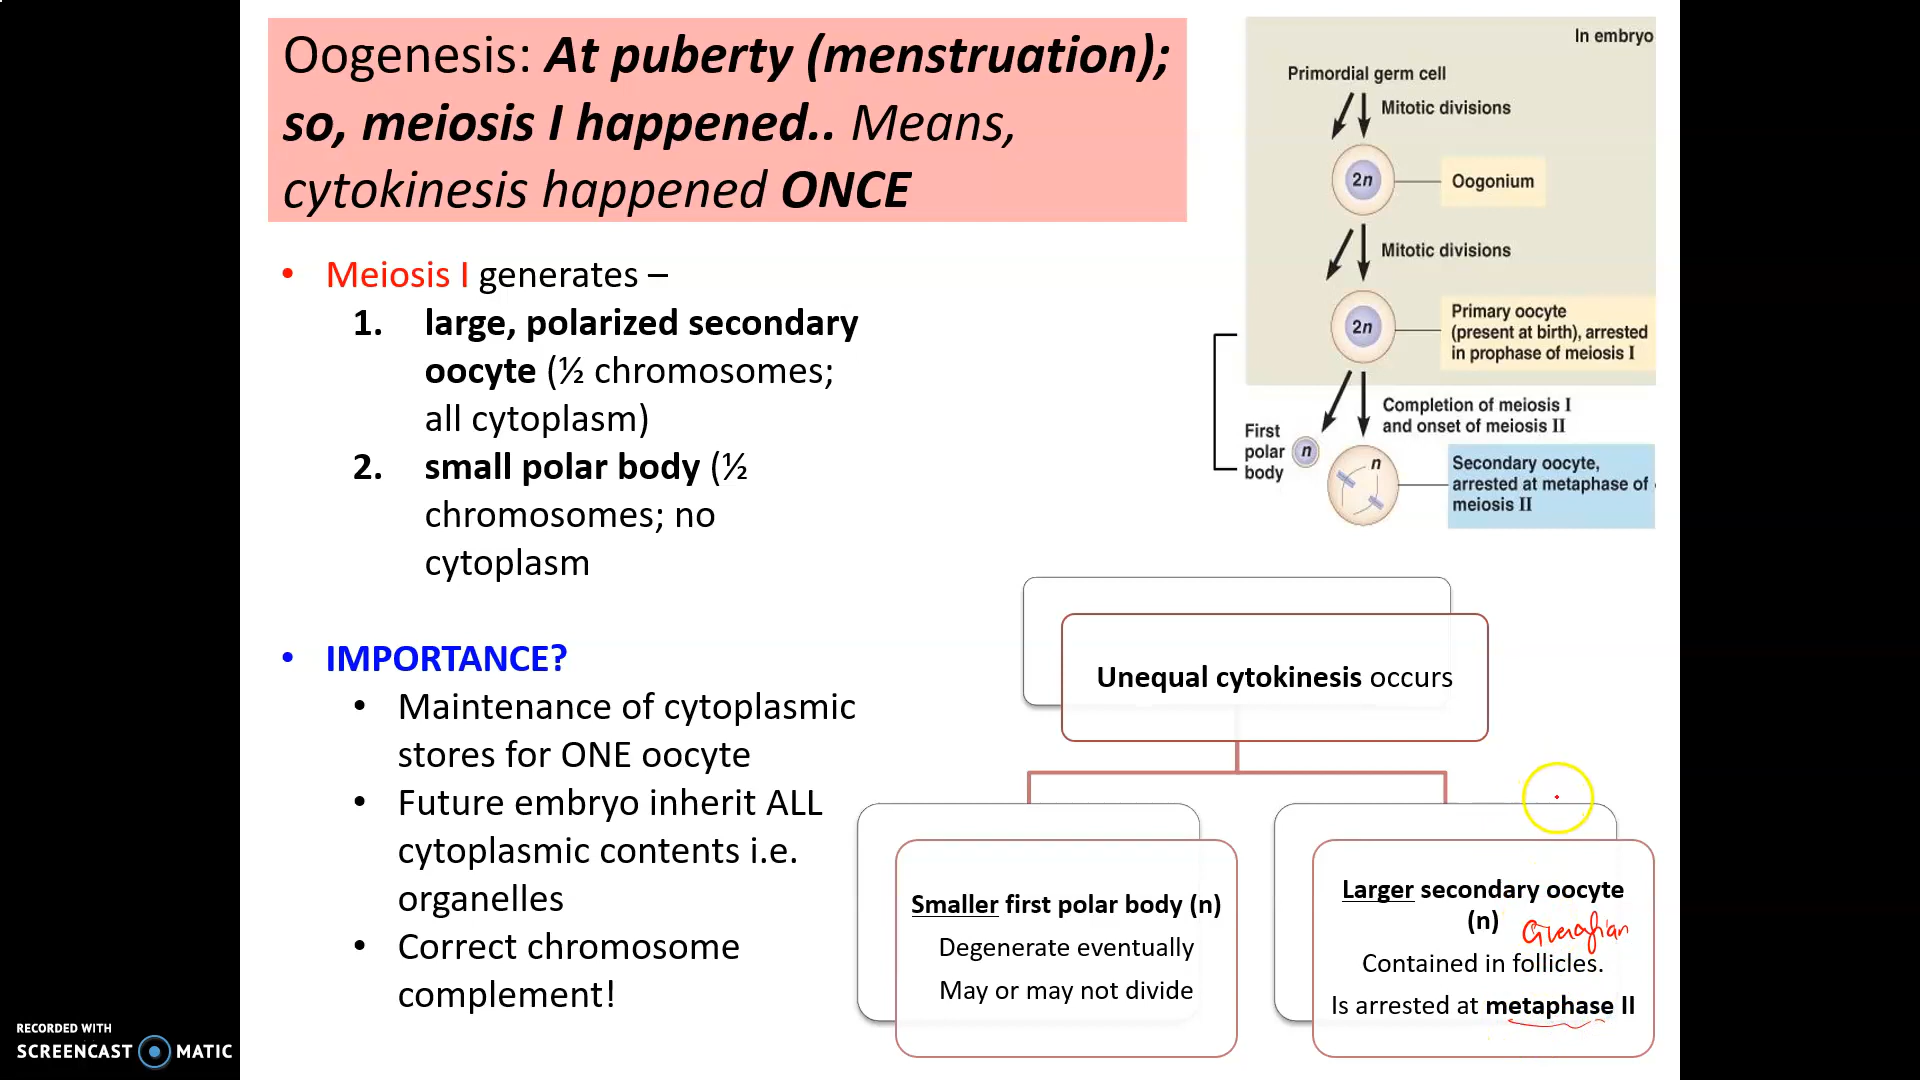 Oogenesis: At puberty (menstruation);
so, meiosis I happened.. Means,
cytokinesis happened ONCE
• Meiosis I generates –
1. large, polarized secondary
oocyte (½ chromosomes;
all cytoplasm)
2. small polar body (½
chromosomes; no
cytoplasm
• IMPORTANCE?
• Maintenance of cytoplasmic
stores for ONE oocyte
• Future embryo inherit ALL
cytoplasmic contents i.e.
organelles
• Correct chromosome
complement!
In embryo
Primordial germ cell
Mitotic divisions
2n
Oogonium
Mitotic divisions
2n
Primary oocyte
(present at birth), arrested
in prophase of meiosis I
Completion of meiosis I
and onset of meiosis II
First
polar
body
n
n
Secondary oocyte,
arrested at metaphase of
meiosis II
Unequal cytokinesis occurs
Smaller first polar body (n)
Degenerate eventually
May or may not divide
Larger secondary oocyte
(n)
Contained in follicles.
Is arrested at metaphase II
RECORDED WITH
SCREENCAST MATIC